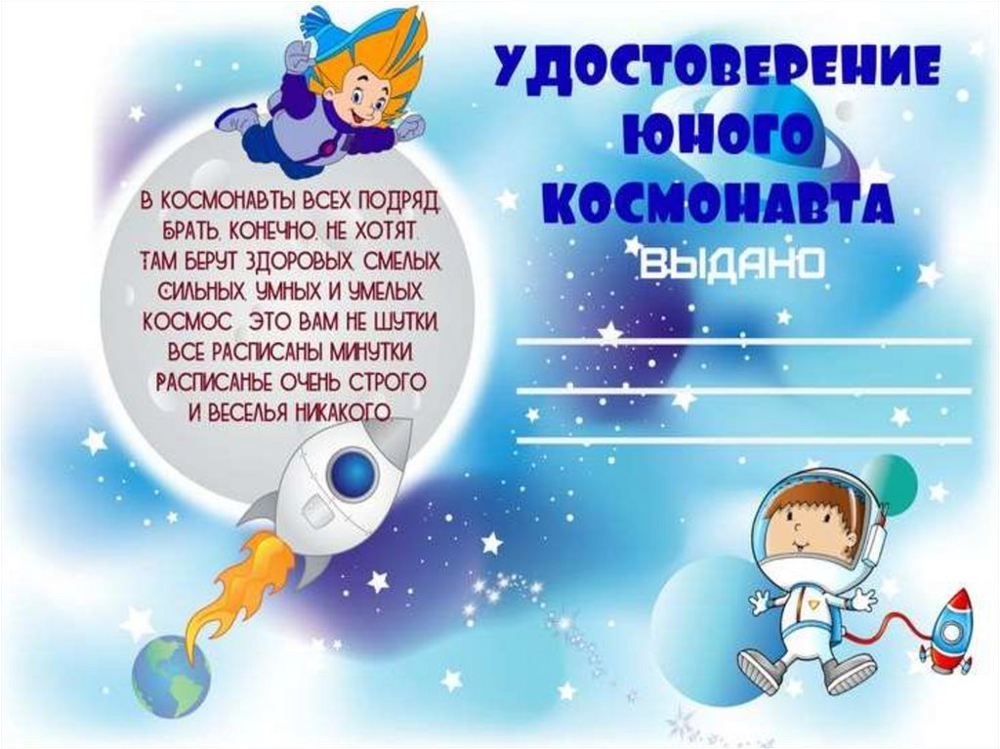 В КОСМОНАВТЫ ВСЕХ ПОДРЯД,
БРАТЬ, КОНЕЧНО, НЕ ХОТЯТ.
ТАМ БЕРУТ ЗДОРОВЫХ, СМЕЛЫХ,
СИЛЬНЫХ, УМНЫХ И УМЕЛЫХ.
КОСМОС ЭТО ВАМ НЕ ШУТКИ,
ВСЕ РАСПИСАНЫ МИНУТКИ.
РАСПИСАНЬЕ ОЧЕНЬ СТРОГО
И ВЕСЕЛЬЯ НИКАКОГО.
УДОСТОВЕРЕНИЕ
ЮНОГО
КОСМОНАВТА
ВЫДАНО